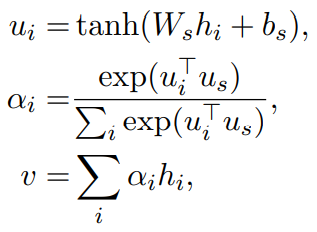 u_i = tanh(W_s h_i + b_s),
α_i = exp(u_i^⊤ u_s) / ∑_i exp(u_i^⊤ u_s),
v = ∑_i α_i h_i,